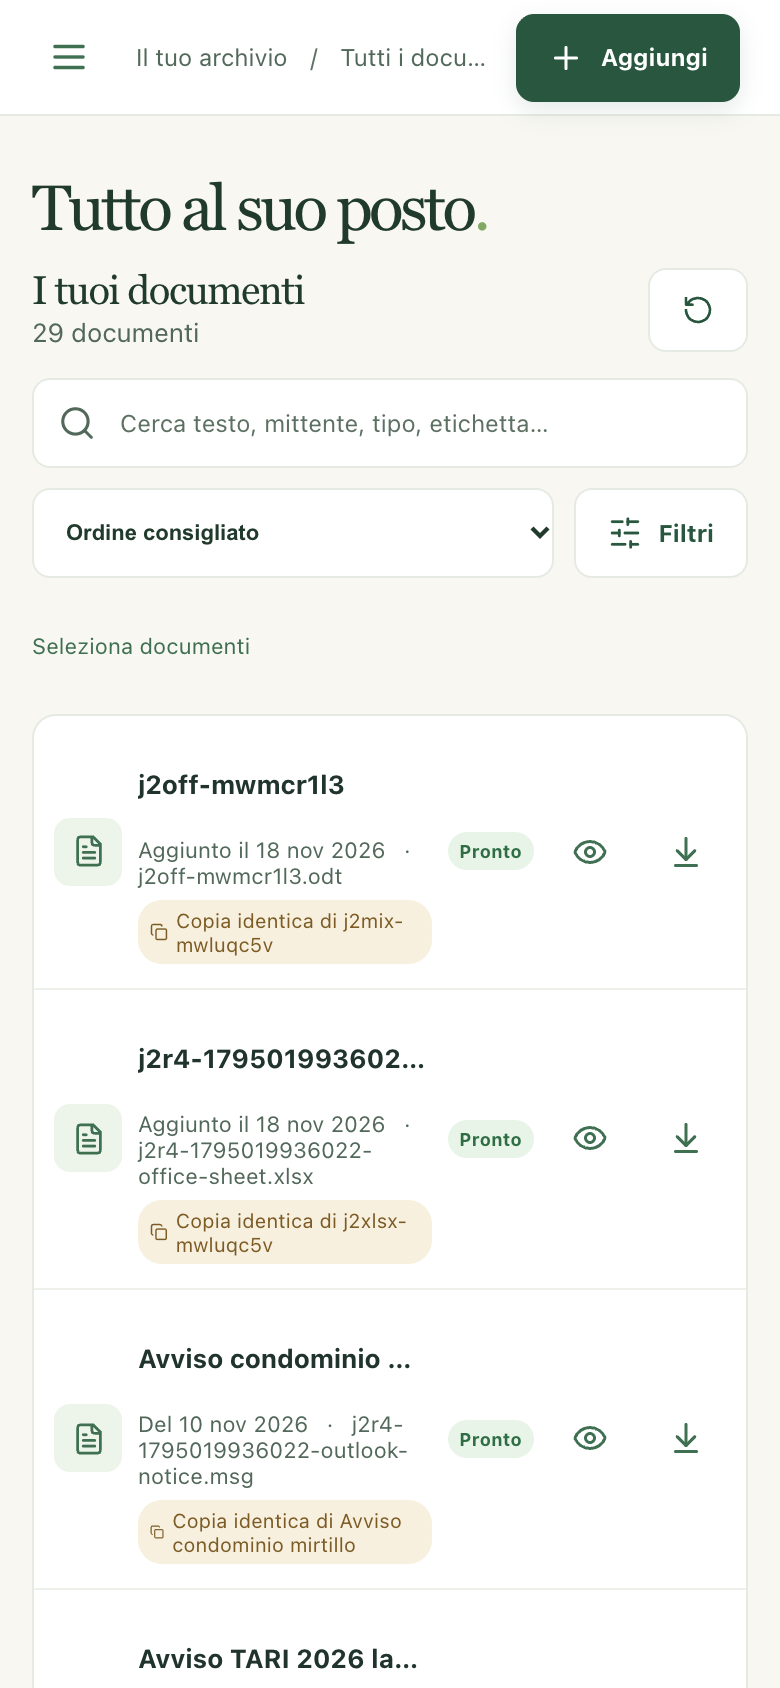 Il tuo archivio / Tutti i docu...
Aggiungi
Tutto al suo posto.
I tuoi documenti
29 documenti
Cerca testo, mittente, tipo, etichetta...
Ordine consigliato
Filtri
Seleziona documenti
j2off-mwmcr1l3
Aggiunto il 18 nov 2026 ·
j2off-mwmcr1l3.odt
Pronto
Copia identica di j2mix-
mwluqc5v
j2r4-179501993602...
Aggiunto il 18 nov 2026 ·
j2r4-1795019936022-
office-sheet.xlsx
Pronto
Copia identica di j2xlsx-
mwluqc5v
Avviso condominio ...
Del 10 nov 2026 · j2r4-
1795019936022-outlook-
notice.msg
Pronto
Copia identica di Avviso
condominio mirtillo
Avviso TARI 2026 la...